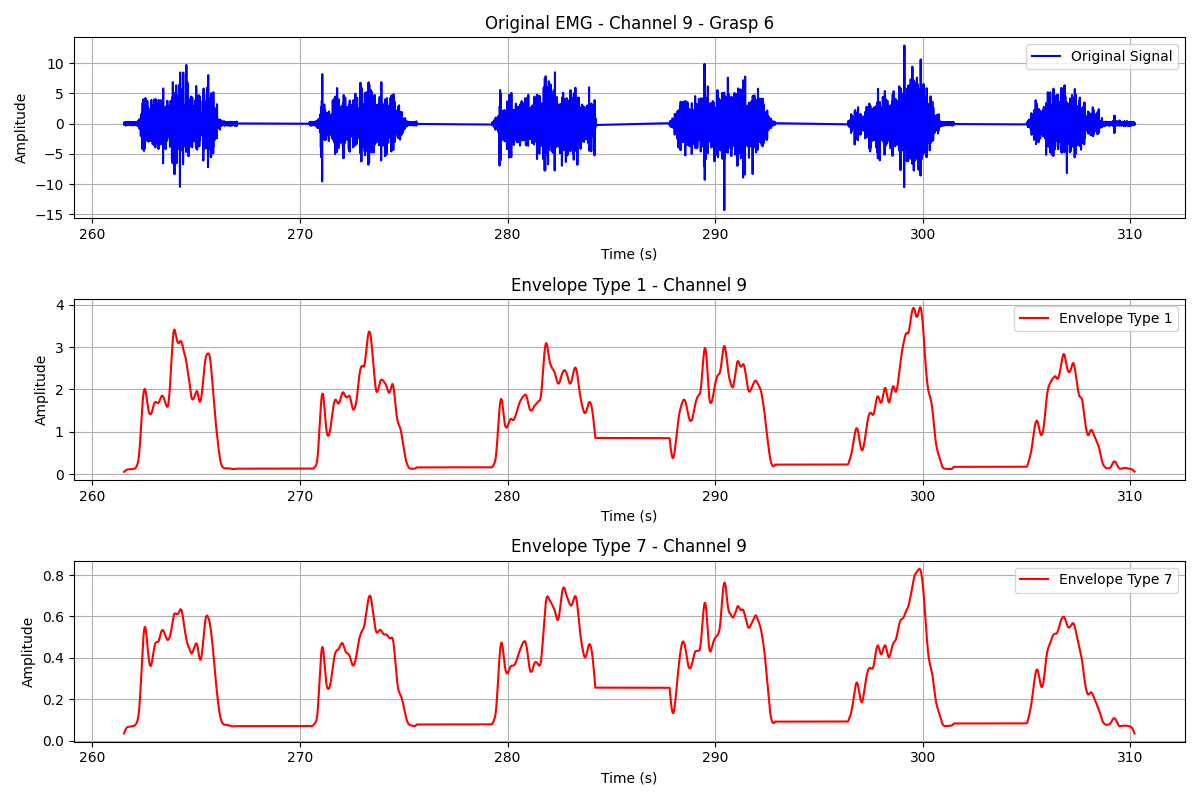 Original EMG - Channel 9 - Grasp 6
Original Signal
10
5
0
−5
−10
−15
Amplitude
260 270 280 290 300 310
Time (s)
Envelope Type 1 - Channel 9
Envelope Type 1
4
3
2
1
0
Amplitude
260 270 280 290 300 310
Time (s)
Envelope Type 7 - Channel 9
Envelope Type 7
0.8
0.6
0.4
0.2
0.0
Amplitude
260 270 280 290 300 310
Time (s)